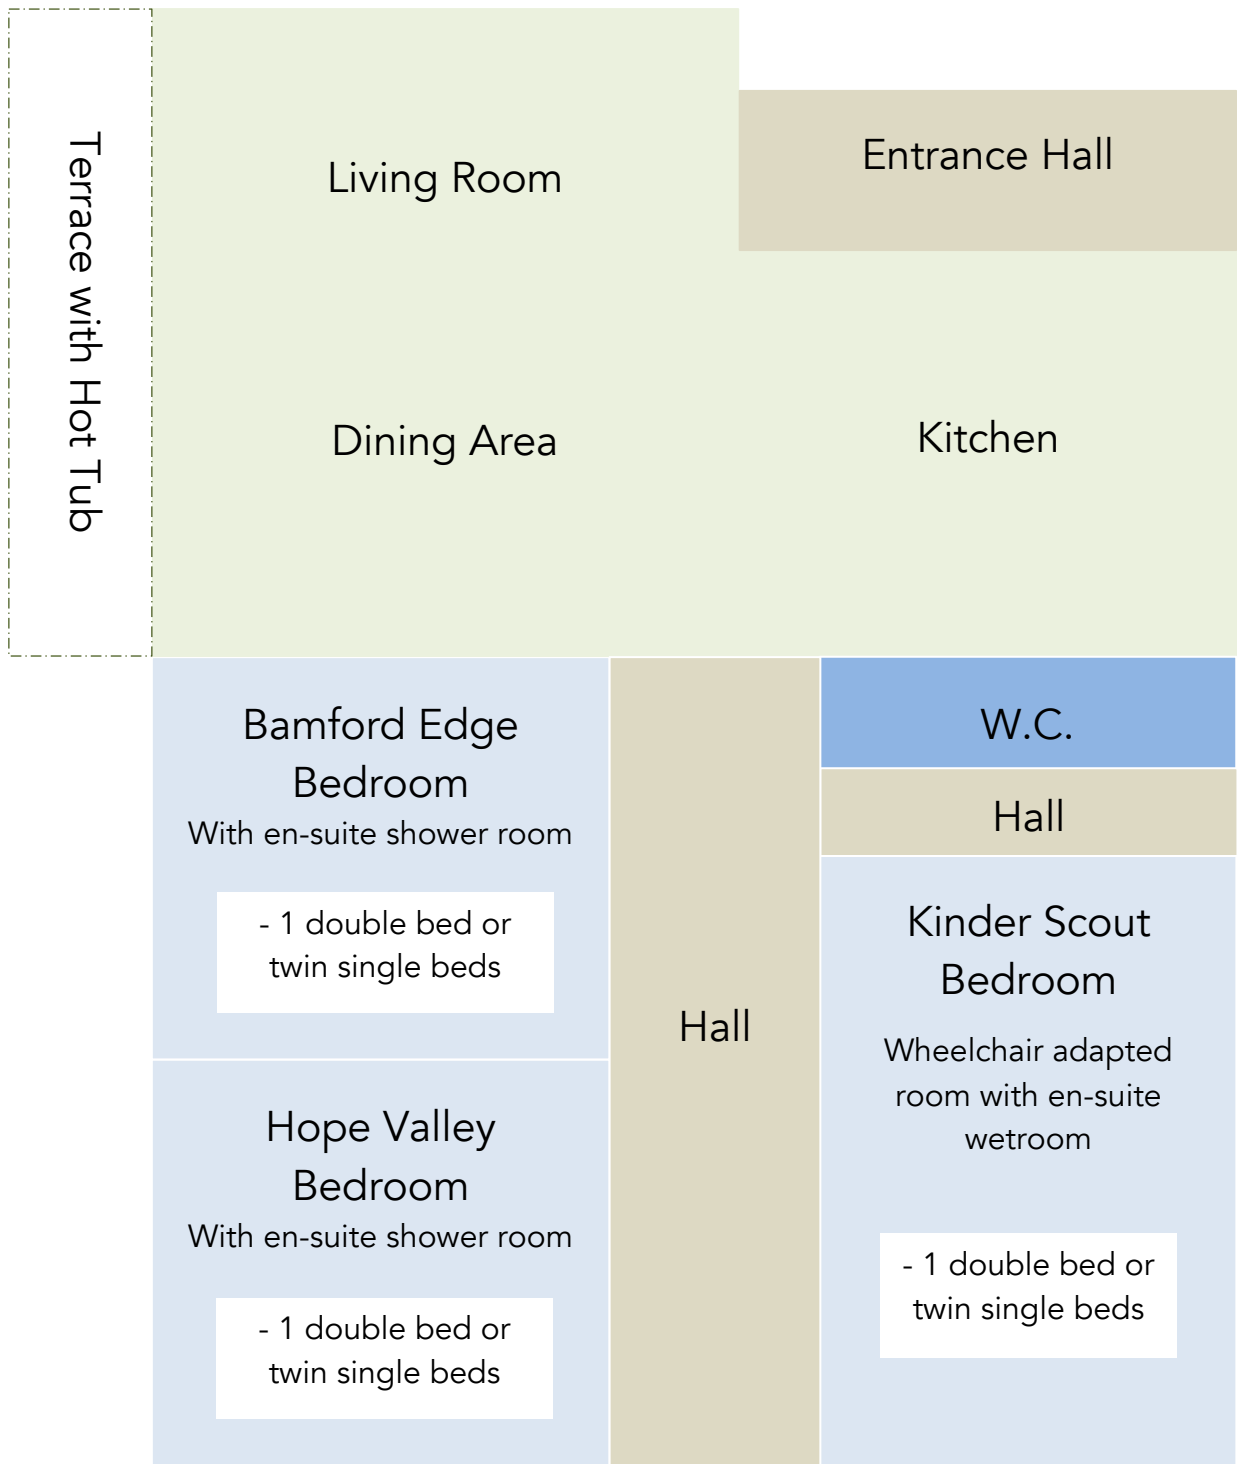 Terrace with Hot Tub
Living Room
Entrance Hall
Dining Area
Kitchen
Bamford Edge
Bedroom
With en-suite shower room
- 1 double bed or
twin single beds
Hope Valley
Bedroom
With en-suite shower room
- 1 double bed or
twin single beds
Hall
W.C.
Hall
Kinder Scout
Bedroom
Wheelchair adapted
room with en-suite
wetroom
- 1 double bed or
twin single beds